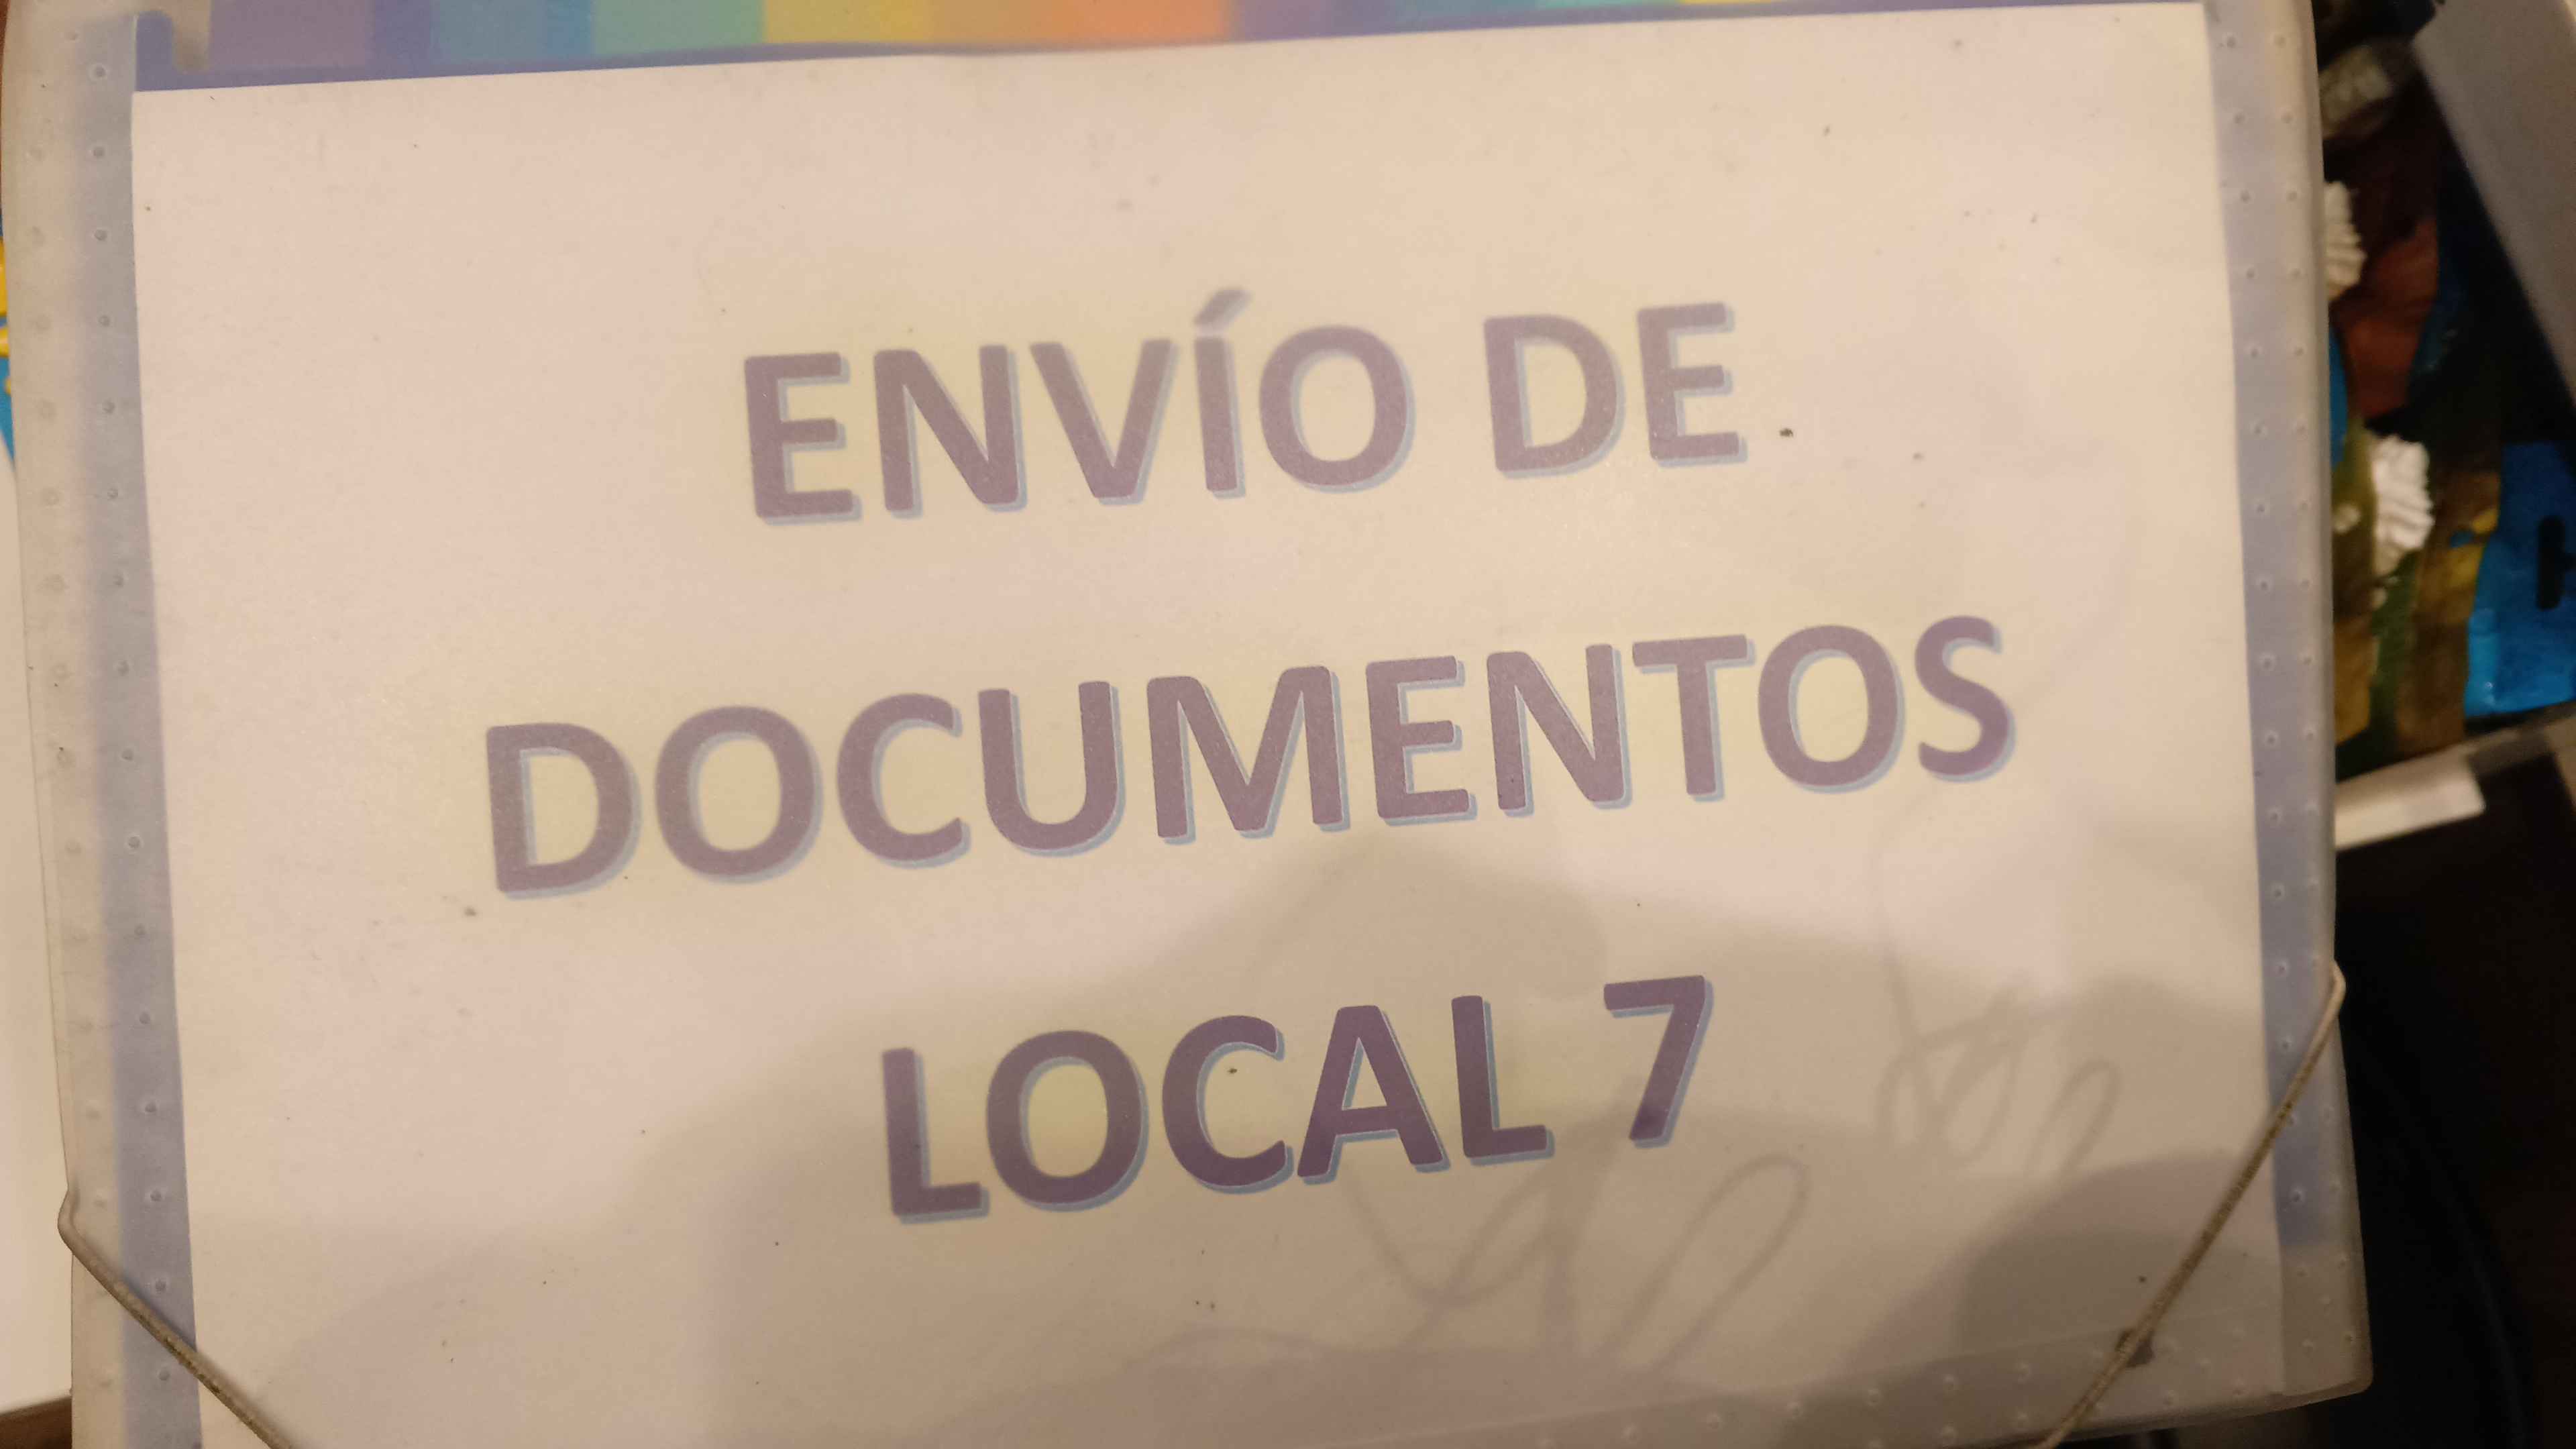 ENVÍO DE
DOCUMENTOS
LOCAL 7